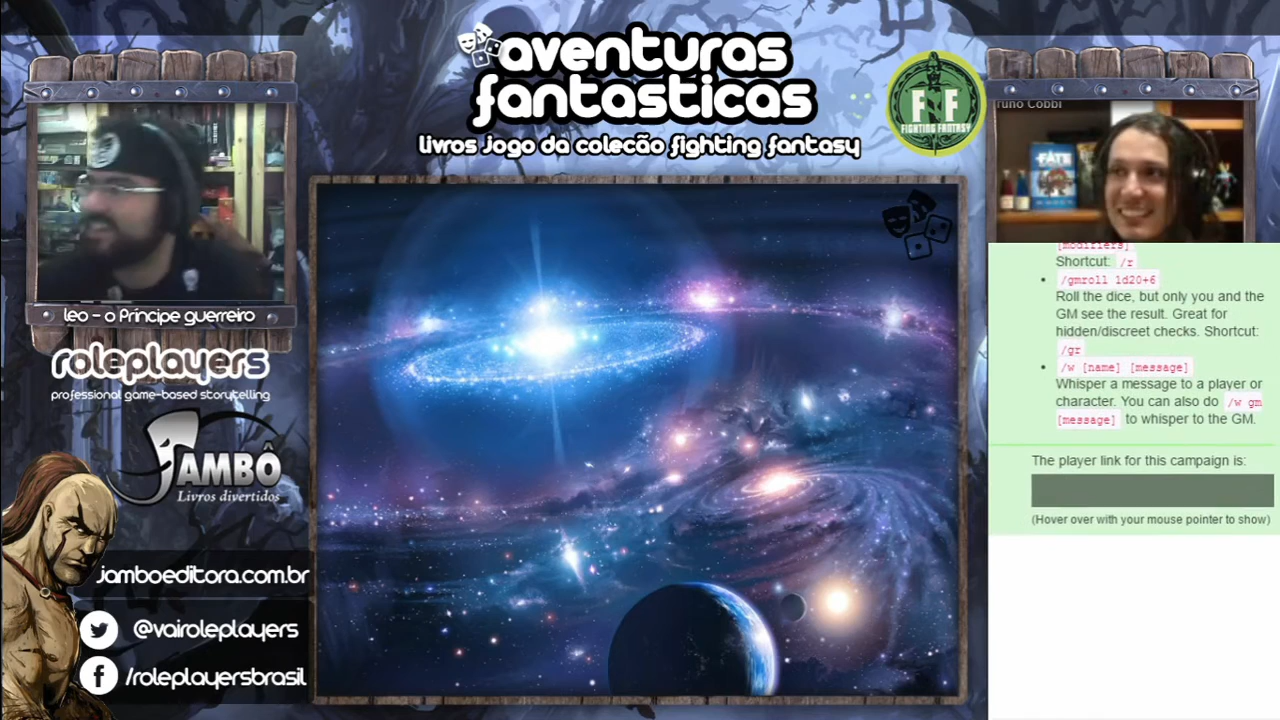 aventuras
fantasticas
livros jogo da colecão fighting fantasy
F F
FIGHTING FANTASY
runo Cobbi
FATE
leo - o Príncipe guerreiro
roleplayers
professional game-based storytelling
JAMBÔ
Livros divertidos
jamboeditora.com.br
@vairoleplayers
/roleplayersbrasil
[modifiers]
Shortcut: /r
/gmroll 1d20+6
Roll the dice, but only you and the
GM see the result. Great for
hidden/discreet checks. Shortcut:
/gr
/w [name] [message]
Whisper a message to a player or
character. You can also do /w gm
[message] to whisper to the GM.
The player link for this campaign is:
(Hover over with your mouse pointer to show)